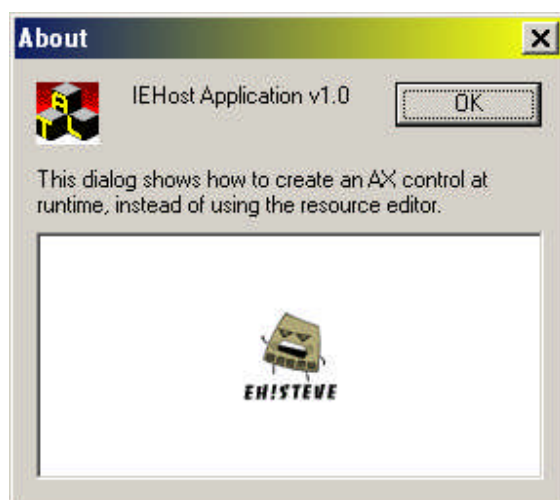 About
IEHost Application v1.0
OK
This dialog shows how to create an AX control at
runtime, instead of using the resource editor.
EH!STEVE